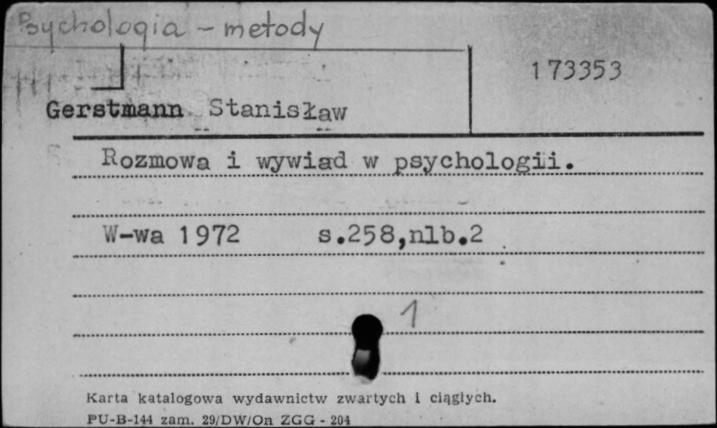 Psychologia - metody
173353
Gerstmann Stanisław
Rozmowa i wywiad w psychologii.
W-wa 1972 s.258,nlb.2
1
Karta katalogowa wydawnictw zwartych i ciągłych.
PU-B-144 zam. 29/DW/On ZGG - 204